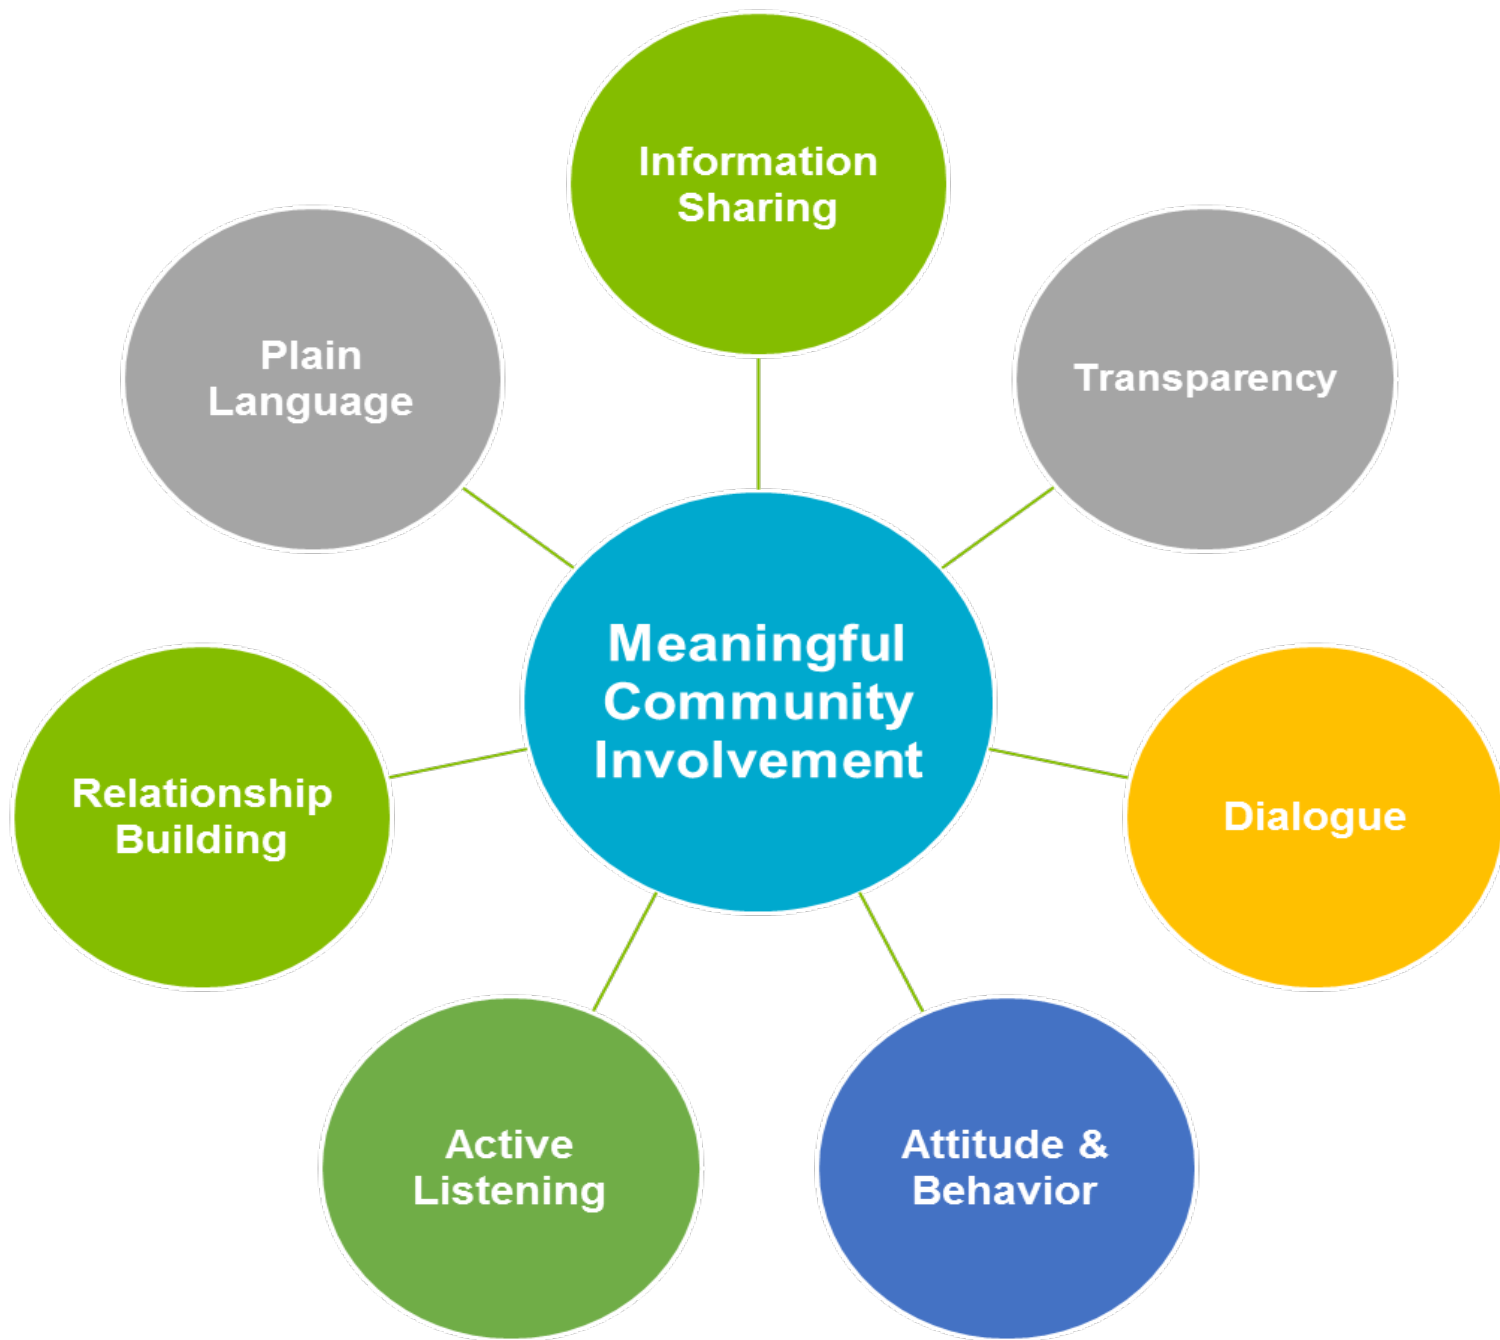 Information
Sharing
Transparency
Dialogue
Attitude &
Behavior
Active
Listening
Relationship
Building
Plain
Language
Meaningful
Community
Involvement